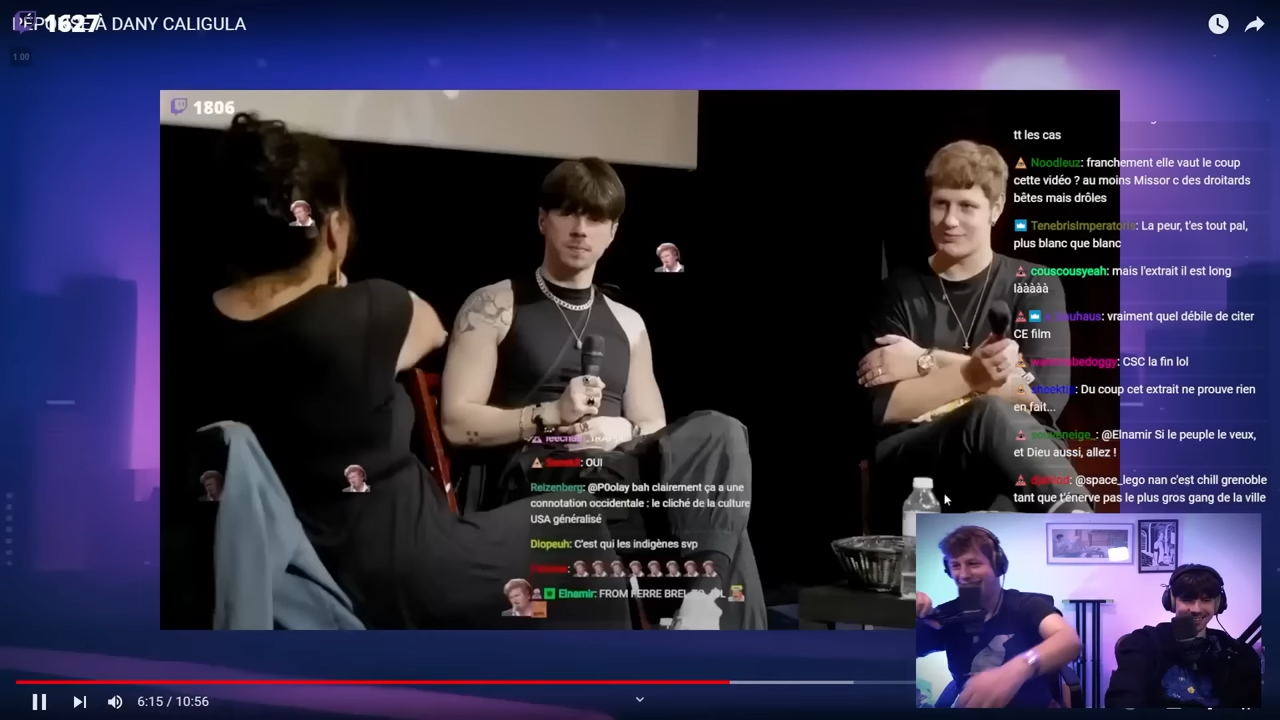 À DANY CALIGULA
1627
1.00
1806
tt les cas
Noodleuz: franchement elle vaut le coup
cette vidéo ? au moins Missor c des droitards
bêtes mais drôles
TenebrisImperatoris: La peur, t'es tout pal,
plus blanc que blanc
couscousyeah: mais l'extrait il est long
lààààà
vraiment quel débile de citer
CE film
CSC la fin lol
Du coup cet extrait ne prouve rien
en fait...
@Elnamir Si le peuple le veux,
et Dieu aussi, allez !
@space_lego nan c'est chill grenoble
tant que t'énerve pas le plus gros gang de la ville
OUI
Reizenberg: @P0olay bah clairement ça a une
connotation occidentale : le cliché de la culture
USA généralisé
Diopeuh: C'est qui les indigènes svp
Elnamir: FROM FERRE BREL
6:15 / 10:56